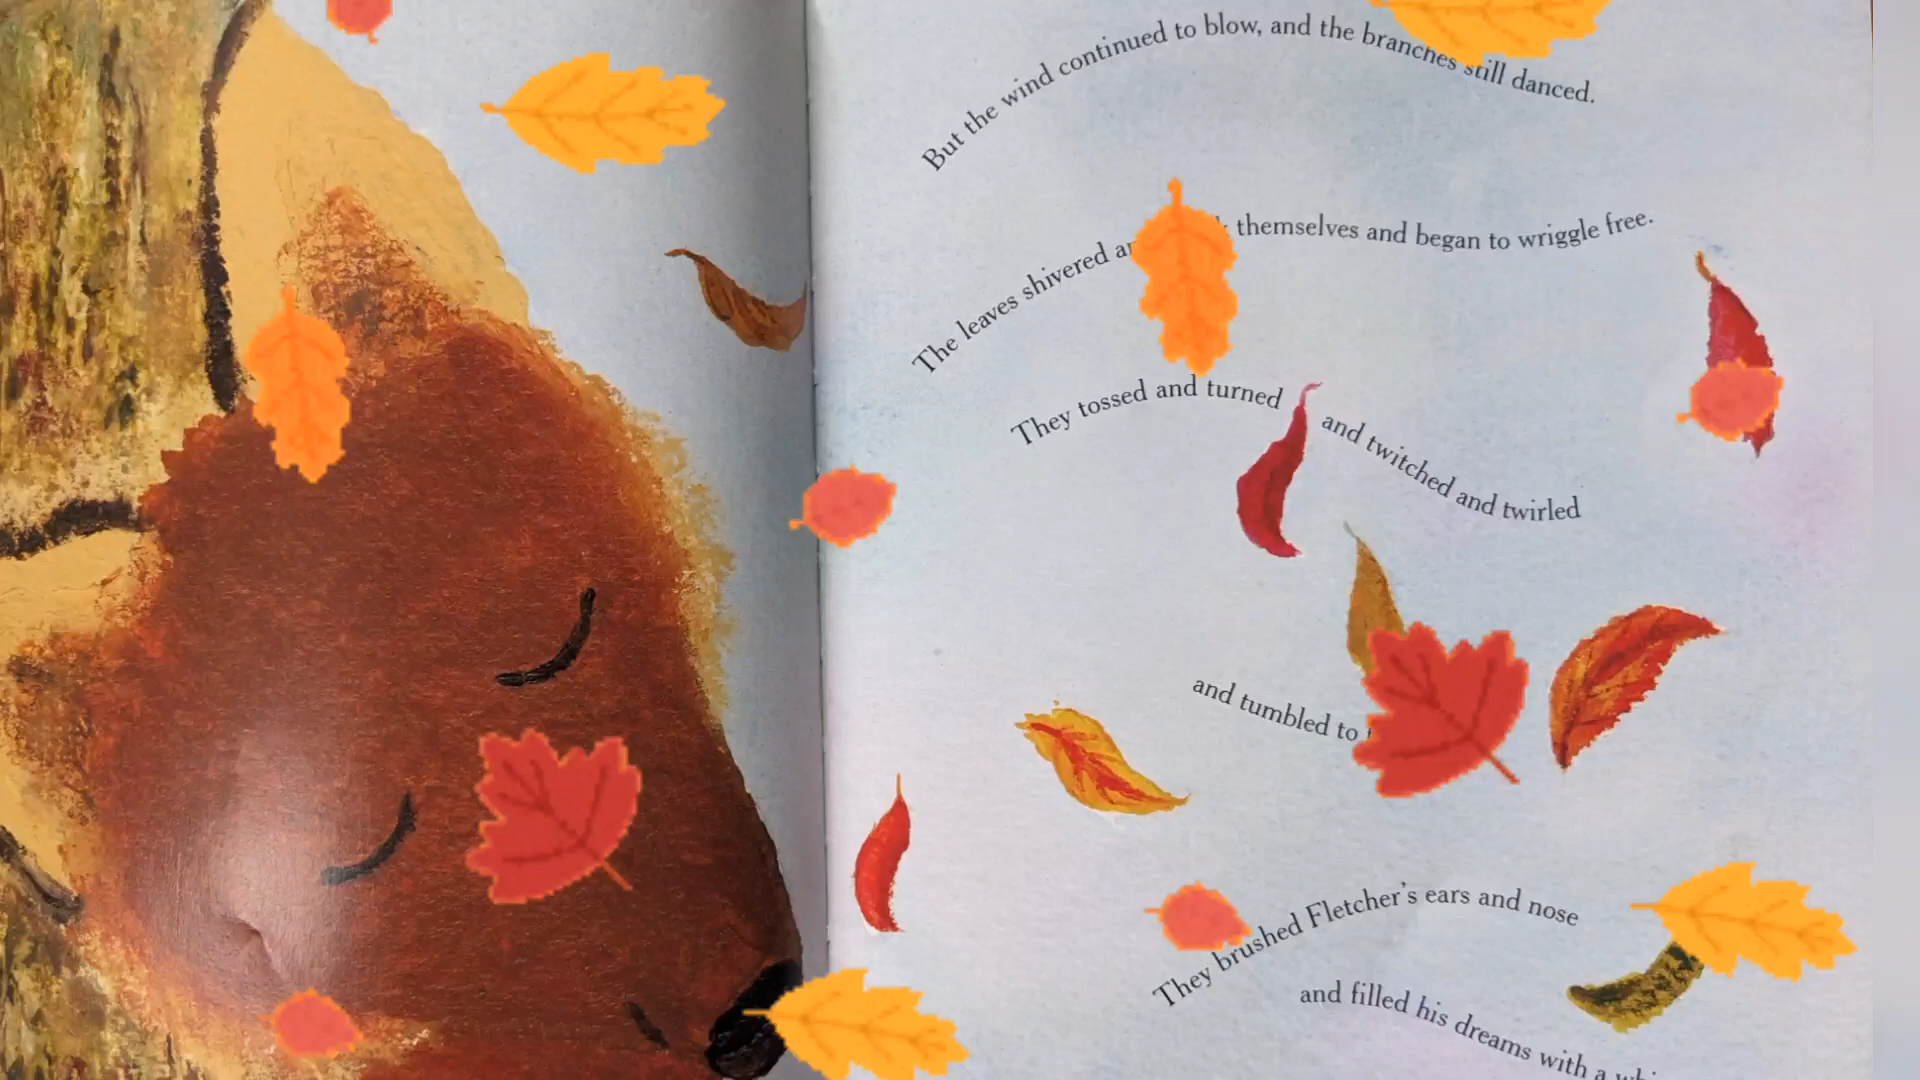 But the wind continued to blow, and the branches still danced.
The leaves shivered themselves and began to wriggle free.
They tossed and turned and twitched and twirled
and tumbled to
They brushed Fletcher's ears and nose
and filled his dreams with a